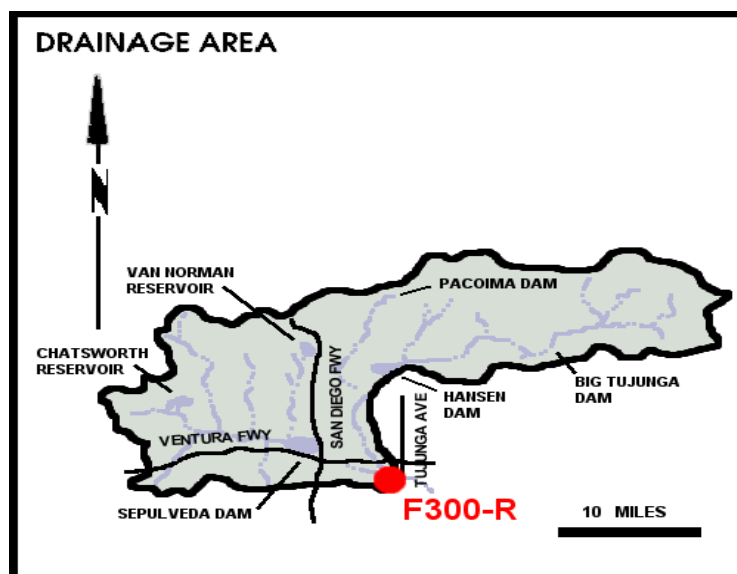 DRAINAGE AREA
N
VAN NORMAN
RESERVOIR
PACOIMA DAM
CHATSWORTH
RESERVOIR
SAN DIEGO FWY
BIG TUJUNGA
DAM
HANSEN
DAM
TUJUNGA AVE
VENTURA FWY
SEPULVEDA DAM
F300-R
10 MILES